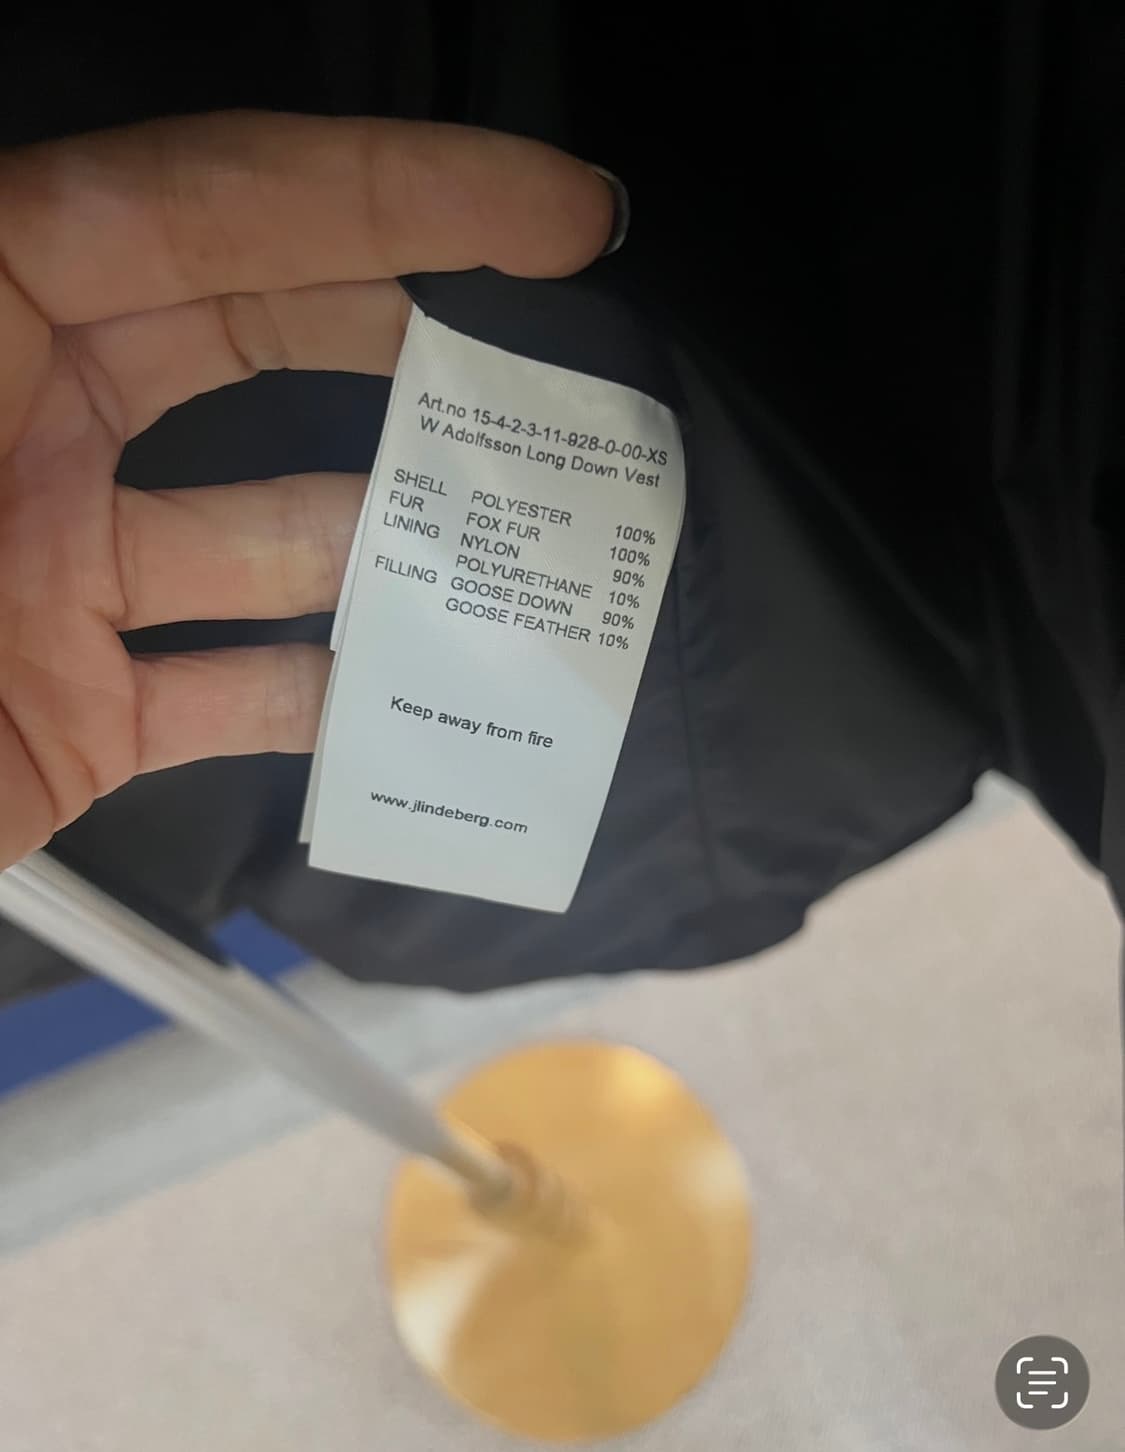 Art.no 15-4-2-3-11-928-0-00-XS
W Adolfsson Long Down Vest
SHELL POLYESTER 100%
FUR FOX FUR 100%
LINING NYLON 90%
POLYURETHANE 10%
FILLING GOOSE DOWN 90%
GOOSE FEATHER 10%
Keep away from fire
www.jlindeberg.com